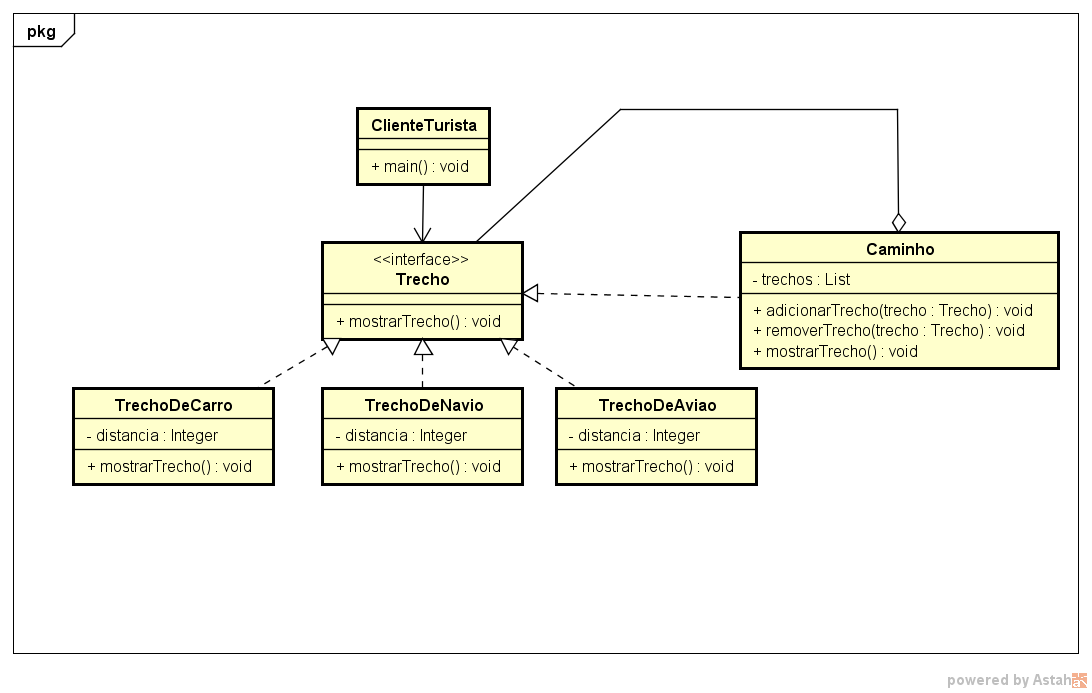 pkg
ClienteTurista
+ main() : void
<<interface>>
Trecho
+ mostrarTrecho() : void
Caminho
- trechos : List
+ adicionarTrecho(trecho : Trecho) : void
+ removerTrecho(trecho : Trecho) : void
+ mostrarTrecho() : void
TrechoDeCarro
- distancia : Integer
+ mostrarTrecho() : void
TrechoDeNavio
- distancia : Integer
+ mostrarTrecho() : void
TrechoDeAviao
- distancia : Integer
+ mostrarTrecho() : void
powered by Astah